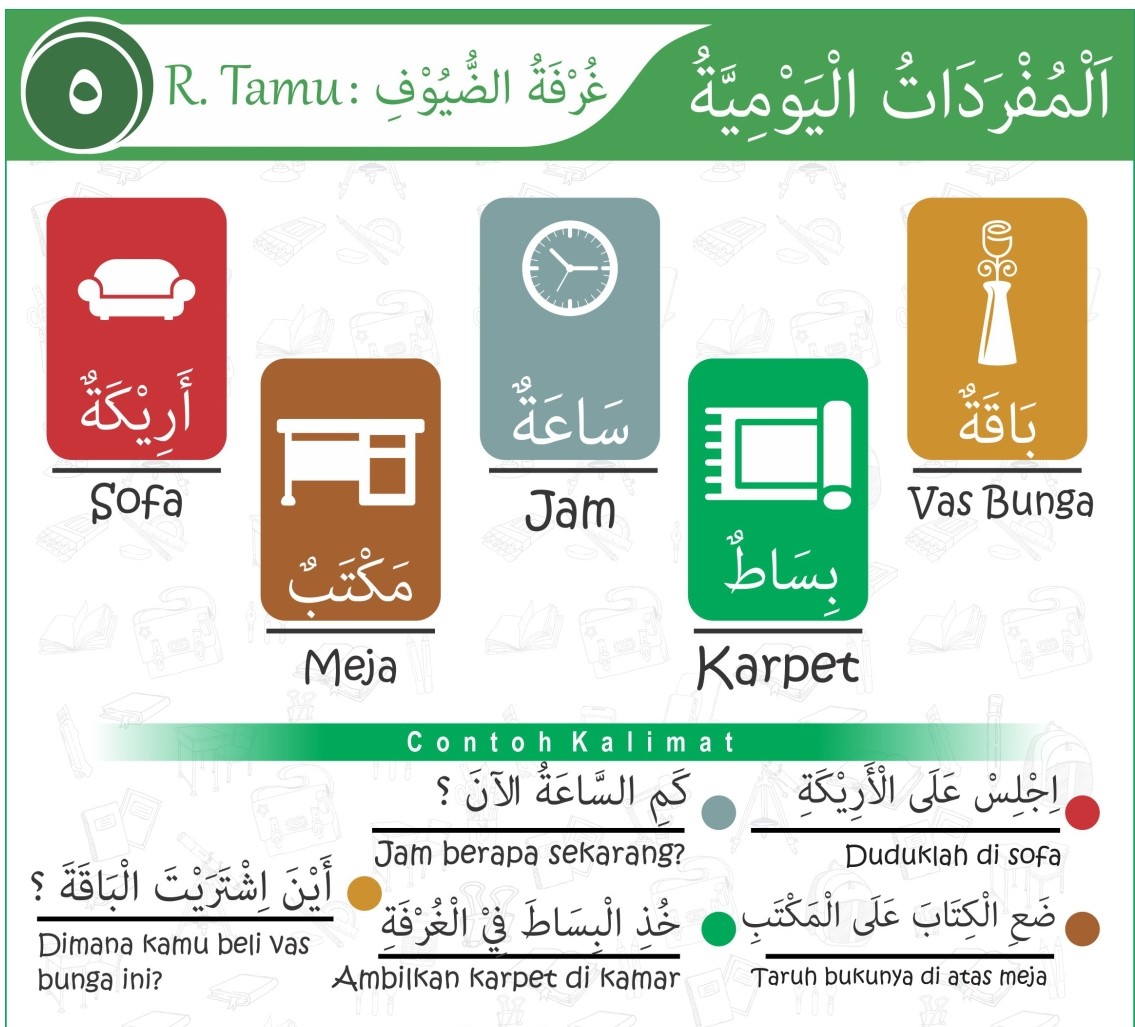 اَلْمُفْرَدَاتُ الْيَوْمِيَّةُ
R. Tamu : غُرْفَةُ الضُّيُوْفِ
٥
أَرِيْكَةٌ
Sofa
مَكْتَبٌ
Meja
سَاعَةٌ
Jam
بِسَاطٌ
Karpet
بَاقَةٌ
Vas Bunga
Contoh Kalimat
اِجْلِسْ عَلَى الْأَرِيْكَةِ
Duduklah di sofa
كَمِ السَّاعَةُ الآنَ ؟
Jam berapa sekarang?
ضَعِ الْكِتَابَ عَلَى الْمَكْتَبِ
Taruh bukunya di atas meja
خُذِ الْبِسَاطَ فِيْ الْغُرْفَةِ
Ambilkan karpet di kamar
أَيْنَ اِشْتَرَيْتَ الْبَاقَةَ ؟
Dimana kamu beli vas
bunga ini?